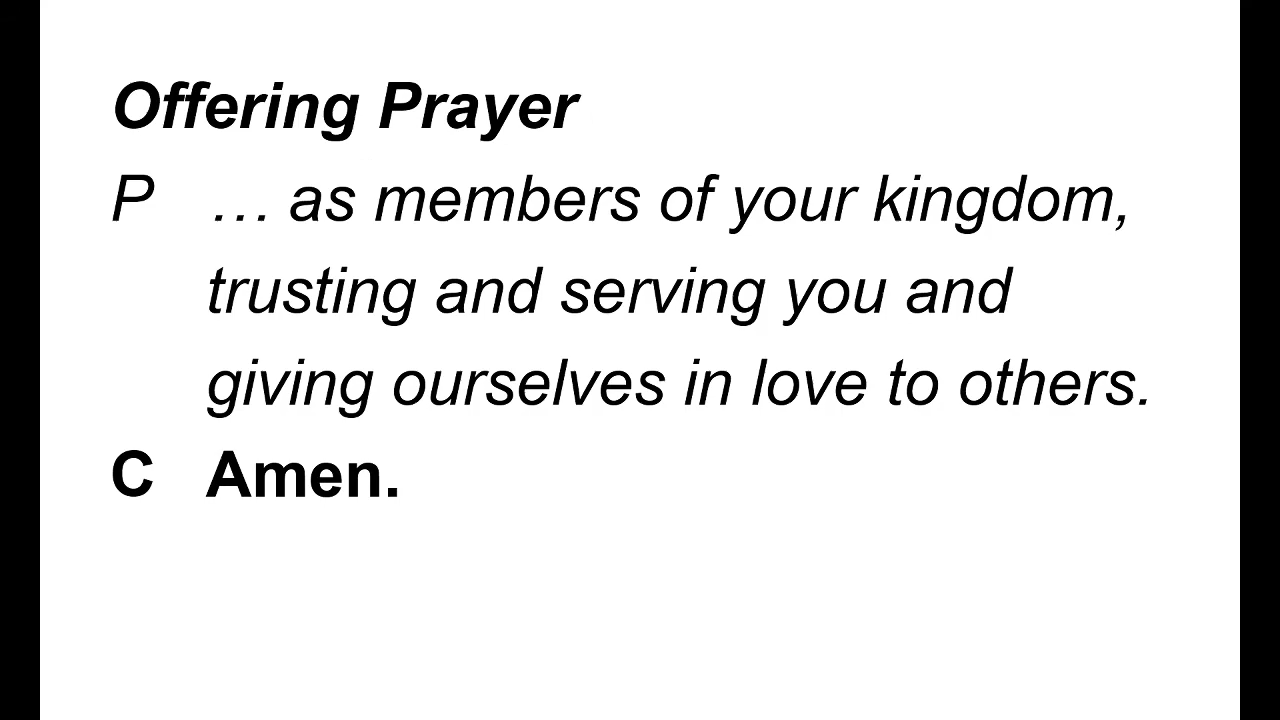 Offering Prayer
P … as members of your kingdom,
trusting and serving you and
giving ourselves in love to others.
C Amen.